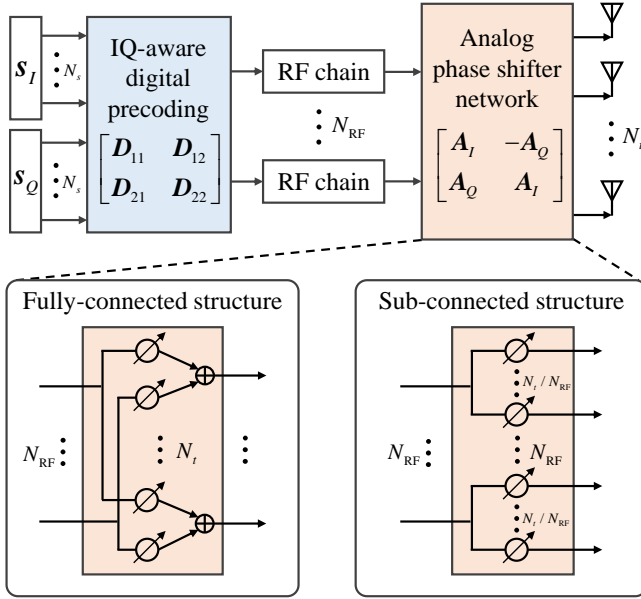 s_I
N_s
s_Q
N_s
IQ-aware
digital
precoding
D_11 D_12
D_21 D_22
RF chain
N_RF
RF chain
Analog
phase shifter
network
A_I -A_Q
A_Q A_I
N_t
Fully-connected structure
N_RF
N_t
Sub-connected structure
N_RF
N_t / N_RF
N_RF
N_t / N_RF